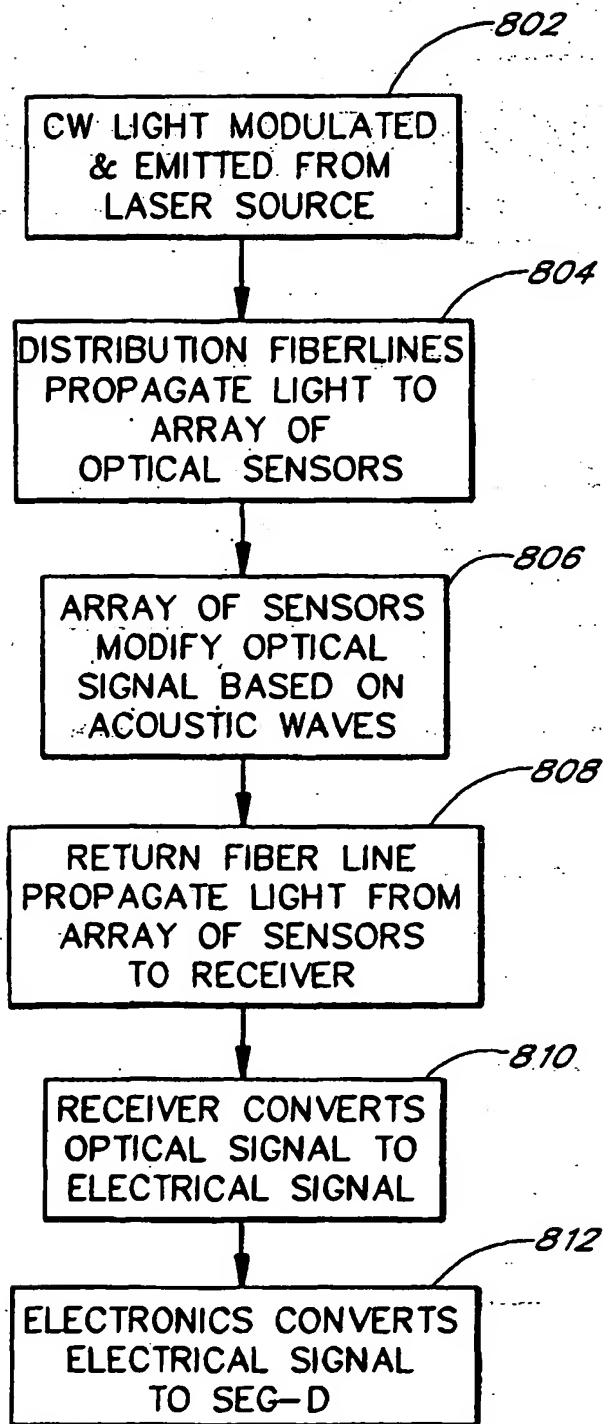 802
CW LIGHT MODULATED
& EMITTED FROM
LASER SOURCE
804
DISTRIBUTION FIBERLINES
PROPAGATE LIGHT TO
ARRAY OF
OPTICAL SENSORS
806
ARRAY OF SENSORS
MODIFY OPTICAL
SIGNAL BASED ON
ACOUSTIC WAVES
808
RETURN FIBER LINE
PROPAGATE LIGHT FROM
ARRAY OF SENSORS
TO RECEIVER
810
RECEIVER CONVERTS
OPTICAL SIGNAL TO
ELECTRICAL SIGNAL
812
ELECTRONICS CONVERTS
ELECTRICAL SIGNAL
TO SEG-D